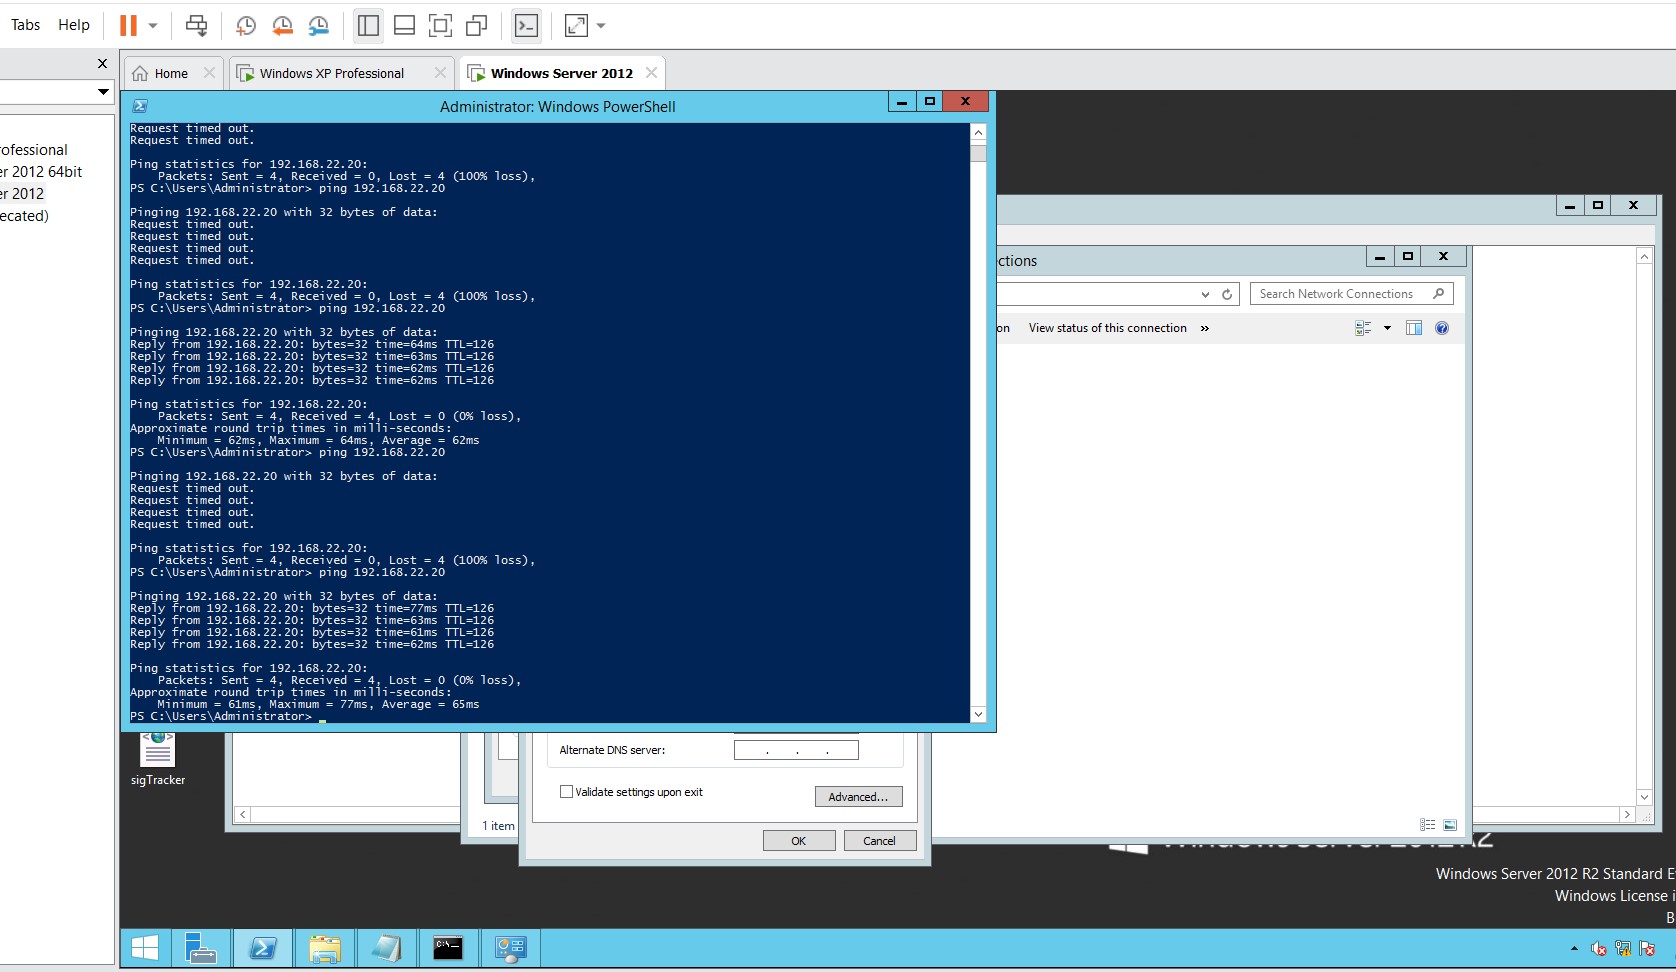 Tabs Help
Home
Windows XP Professional
Windows Server 2012
ofessional
er 2012 64bit
er 2012
ecated)
Administrator: Windows PowerShell
Request timed out.
Request timed out.
Ping statistics for 192.168.22.20:
Packets: Sent = 4, Received = 0, Lost = 4 (100% loss),
PS C:\Users\Administrator> ping 192.168.22.20
Pinging 192.168.22.20 with 32 bytes of data:
Request timed out.
Request timed out.
Request timed out.
Request timed out.
Ping statistics for 192.168.22.20:
Packets: Sent = 4, Received = 0, Lost = 4 (100% loss),
PS C:\Users\Administrator> ping 192.168.22.20
Pinging 192.168.22.20 with 32 bytes of data:
Reply from 192.168.22.20: bytes=32 time=64ms TTL=126
Reply from 192.168.22.20: bytes=32 time=63ms TTL=126
Reply from 192.168.22.20: bytes=32 time=62ms TTL=126
Reply from 192.168.22.20: bytes=32 time=62ms TTL=126
Ping statistics for 192.168.22.20:
Packets: Sent = 4, Received = 4, Lost = 0 (0% loss),
Approximate round trip times in milli-seconds:
Minimum = 62ms, Maximum = 64ms, Average = 62ms
PS C:\Users\Administrator> ping 192.168.22.20
Pinging 192.168.22.20 with 32 bytes of data:
Request timed out.
Request timed out.
Request timed out.
Request timed out.
Ping statistics for 192.168.22.20:
Packets: Sent = 4, Received = 0, Lost = 4 (100% loss),
PS C:\Users\Administrator> ping 192.168.22.20
Pinging 192.168.22.20 with 32 bytes of data:
Reply from 192.168.22.20: bytes=32 time=77ms TTL=126
Reply from 192.168.22.20: bytes=32 time=63ms TTL=126
Reply from 192.168.22.20: bytes=32 time=61ms TTL=126
Reply from 192.168.22.20: bytes=32 time=62ms TTL=126
Ping statistics for 192.168.22.20:
Packets: Sent = 4, Received = 4, Lost = 0 (0% loss),
Approximate round trip times in milli-seconds:
Minimum = 61ms, Maximum = 77ms, Average = 65ms
PS C:\Users\Administrator> _
ctions
Search Network Connections
on View status of this connection »
sigTracker
Alternate DNS server: . . .
Validate settings upon exit
Advanced...
1 item
OK Cancel
Windows Server 2012 R2
Windows Server 2012 R2 Standard E
Windows License i
B
C:\_